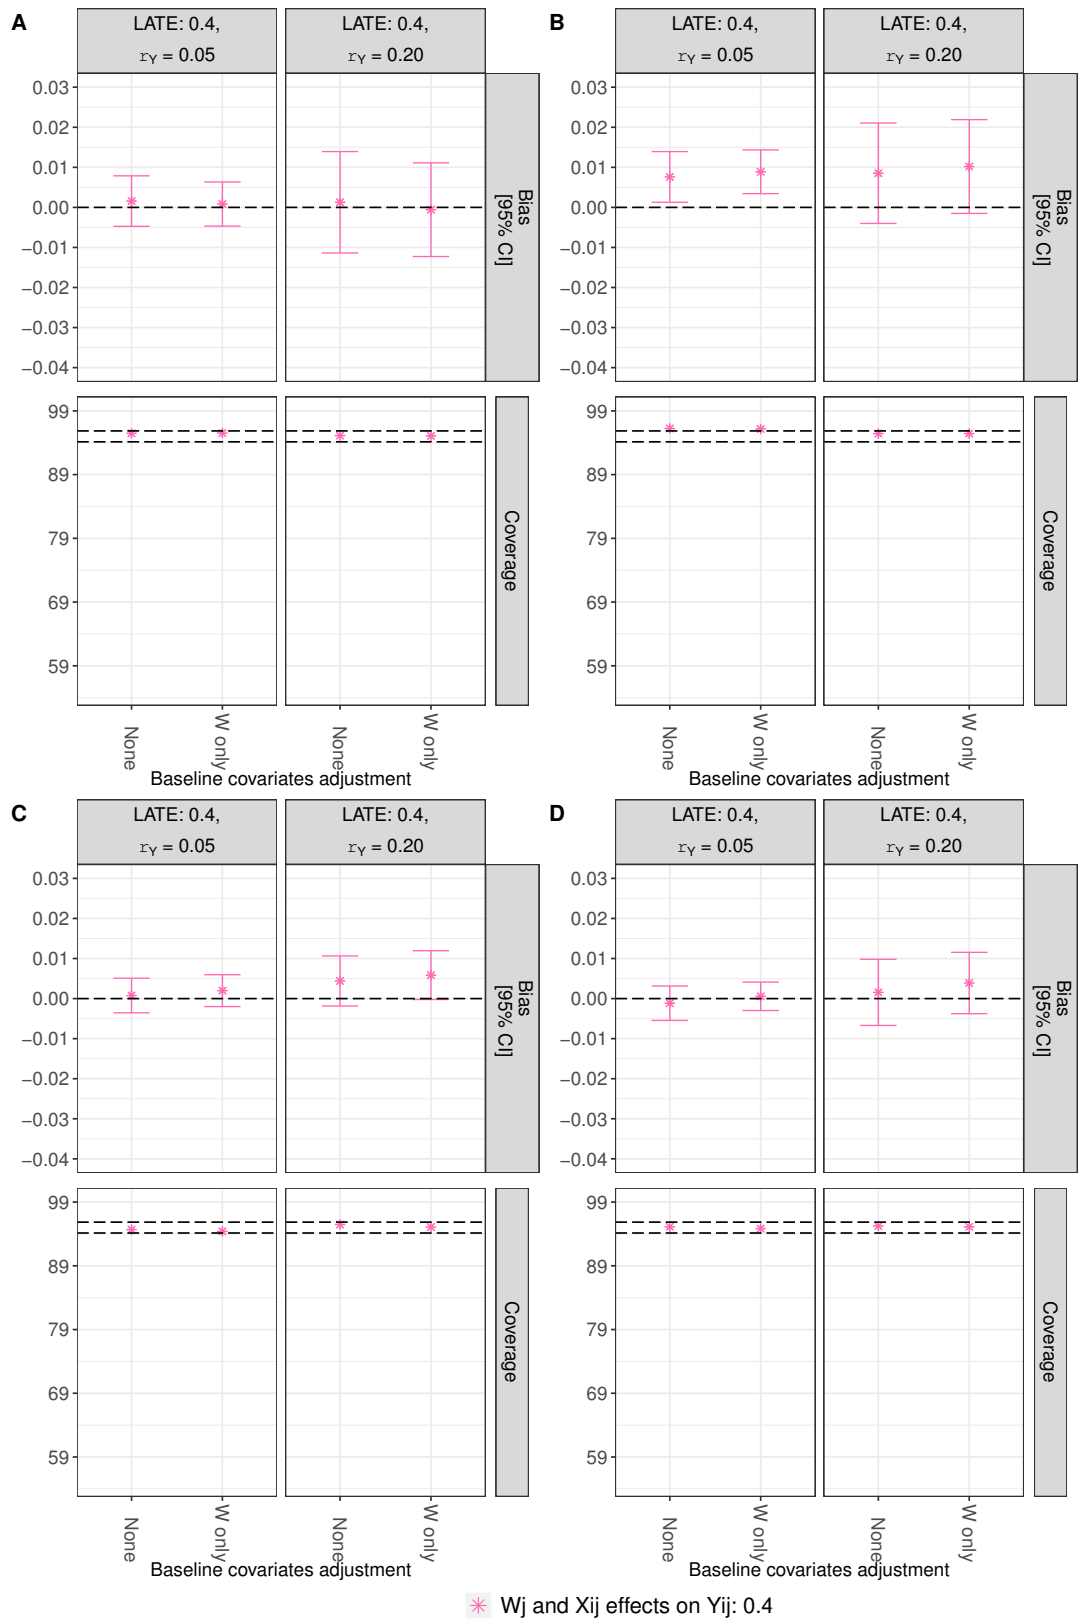 A
LATE: 0.4,
rY = 0.05
LATE: 0.4,
rY = 0.20
0.03
0.02
0.01
0.00
−0.01
−0.02
−0.03
−0.04
Bias
[95% CI]
99
89
79
69
59
Coverage
None
W only
None
W only
Baseline covariates adjustment
B
LATE: 0.4,
rY = 0.05
LATE: 0.4,
rY = 0.20
0.03
0.02
0.01
0.00
−0.01
−0.02
−0.03
−0.04
Bias
[95% CI]
99
89
79
69
59
Coverage
None
W only
None
W only
Baseline covariates adjustment
C
LATE: 0.4,
rY = 0.05
LATE: 0.4,
rY = 0.20
0.03
0.02
0.01
0.00
−0.01
−0.02
−0.03
−0.04
Bias
[95% CI]
99
89
79
69
59
Coverage
None
W only
None
W only
Baseline covariates adjustment
D
LATE: 0.4,
rY = 0.05
LATE: 0.4,
rY = 0.20
0.03
0.02
0.01
0.00
−0.01
−0.02
−0.03
−0.04
Bias
[95% CI]
99
89
79
69
59
Coverage
None
W only
None
W only
Baseline covariates adjustment
Wj and Xij effects on Yij: 0.4